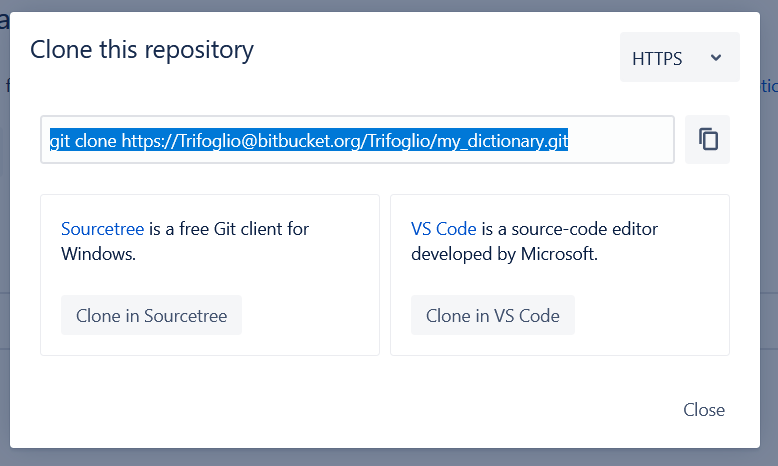 Clone this repository
HTTPS
git clone https://Trifoglio@bitbucket.org/Trifoglio/my_dictionary.git
Sourcetree is a free Git client for
Windows.
Clone in Sourcetree
VS Code is a source-code editor
developed by Microsoft.
Clone in VS Code
Close